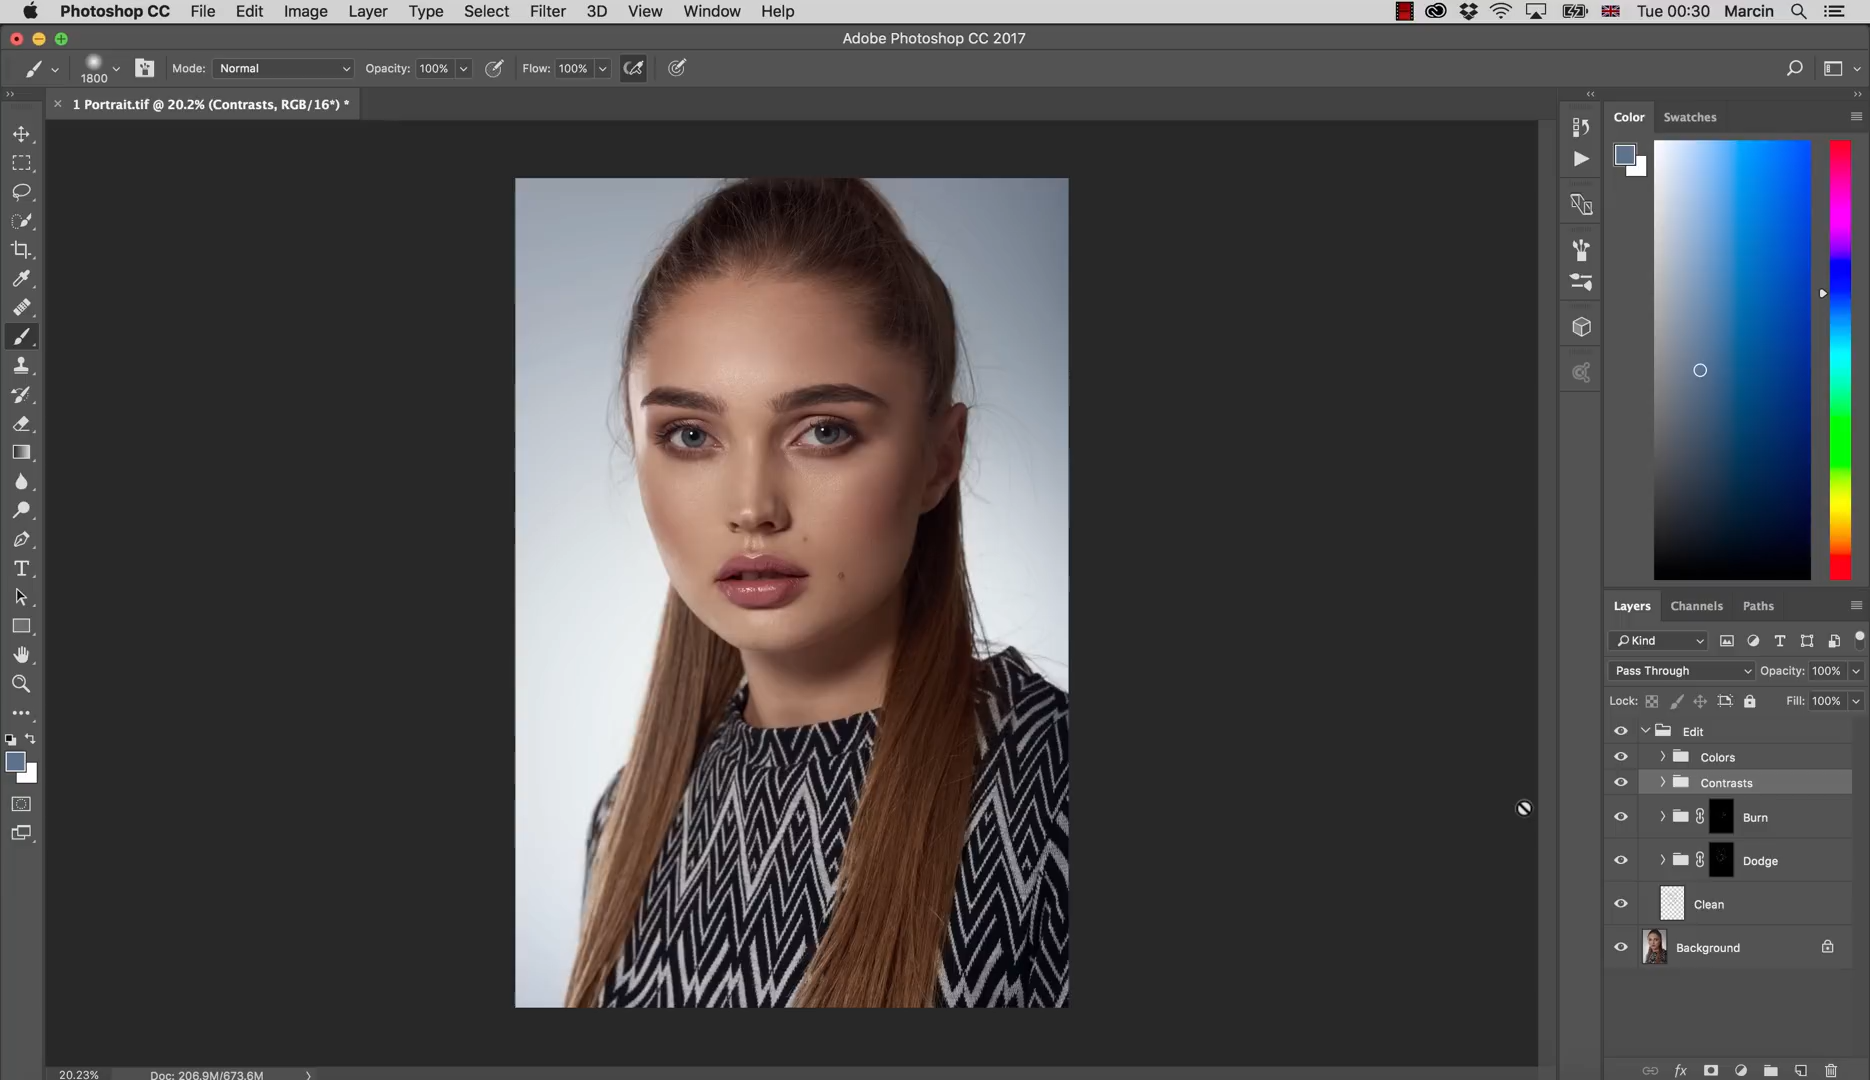 Photoshop CC File Edit Image Layer Type Select Filter 3D View Window Help Tue 00:30 Marcin
Adobe Photoshop CC 2017
1800 Mode: Normal Opacity: 100% Flow: 100%
1 Portrait.tif @ 20.2% (Contrasts, RGB/16*) *
Color Swatches
Layers Channels Paths
Kind
Pass Through Opacity: 100%
Lock: Fill: 100%
Edit
Colors
Contrasts
Burn
Dodge
Clean
Background
fx
20.23% Doc: 206.9M/673.6M